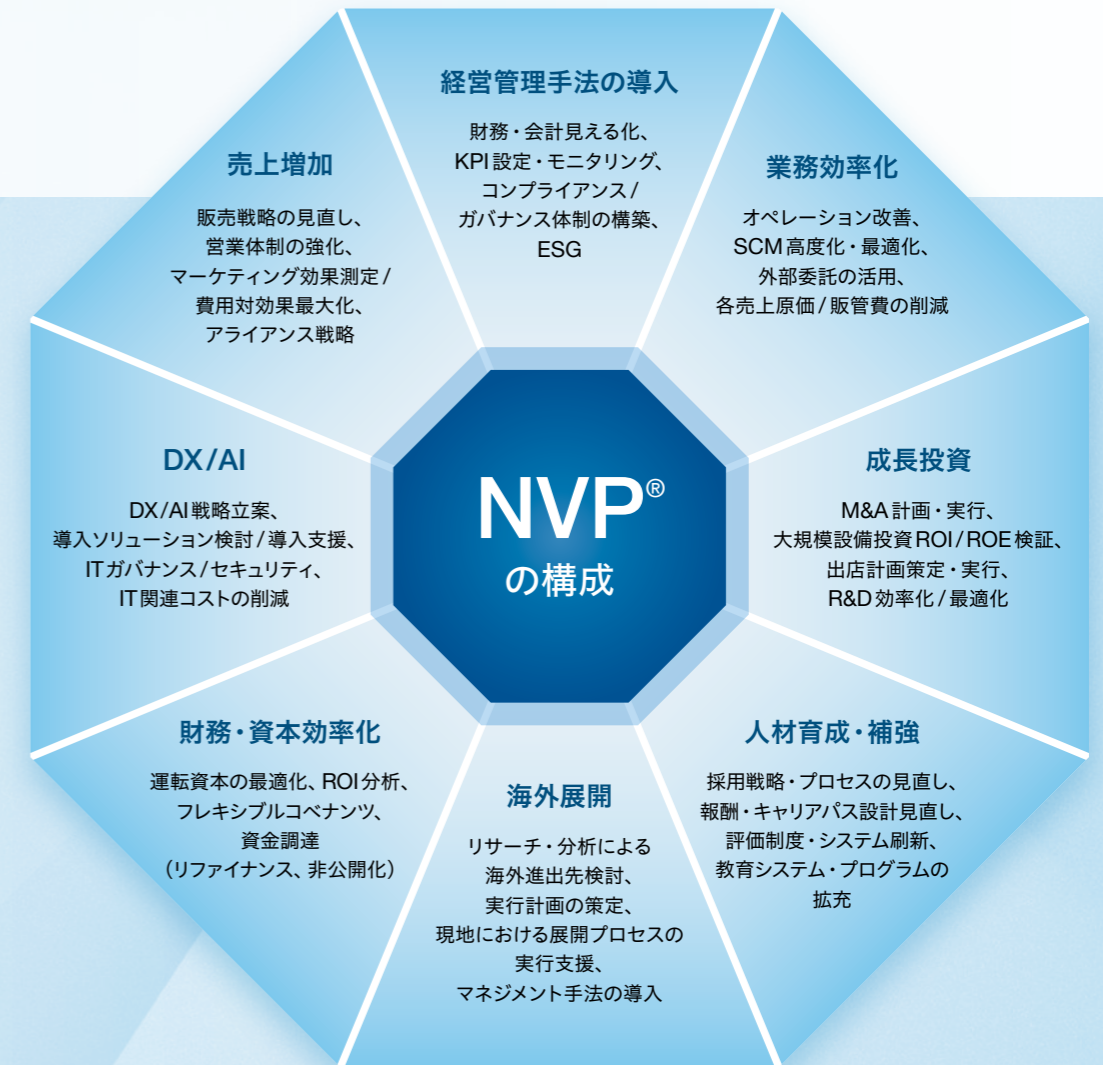 経営管理手法の導入
財務・会計見える化、
KPI設定・モニタリング、
コンプライアンス/
ガバナンス体制の構築、
ESG
業務効率化
オペレーション改善、
SCM高度化・最適化、
外部委託の活用、
各売上原価/販管費の削減
成長投資
M&A計画・実行、
大規模設備投資ROI/ROE検証、
出店計画策定・実行、
R&D効率化/最適化
人材育成・補強
採用戦略・プロセスの見直し、
報酬・キャリアパス設計見直し、
評価制度・システム刷新、
教育システム・プログラムの
拡充
海外展開
リサーチ・分析による
海外進出先検討、
実行計画の策定、
現地における展開プロセスの
実行支援、
マネジメント手法の導入
財務・資本効率化
運転資本の最適化、ROI分析、
フレキシブルコベナンツ、
資金調達
(リファイナンス、非公開化)
DX/AI
DX/AI戦略立案、
導入ソリューション検討/導入支援、
ITガバナンス/セキュリティ、
IT関連コストの削減
売上増加
販売戦略の見直し、
営業体制の強化、
マーケティング効果測定/
費用対効果最大化、
アライアンス戦略
NVP®
の構成